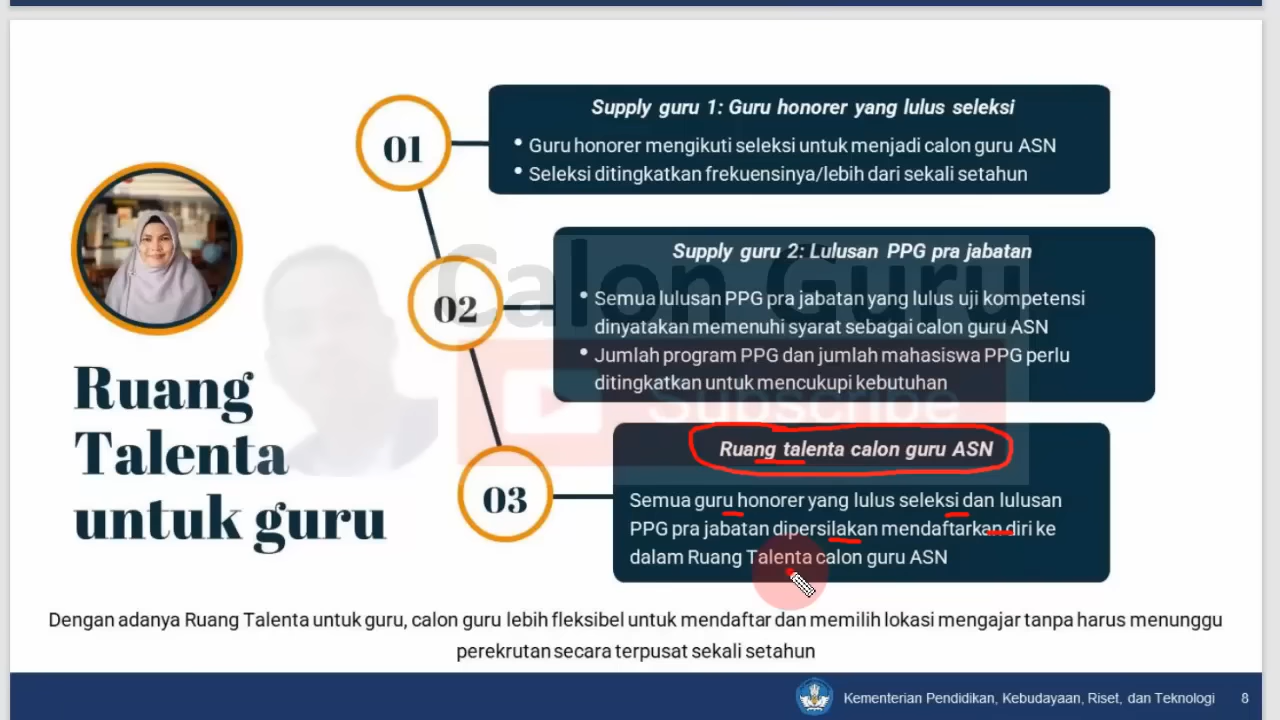 01
Supply guru 1: Guru honorer yang lulus seleksi
• Guru honorer mengikuti seleksi untuk menjadi calon guru ASN
• Seleksi ditingkatkan frekuensinya/lebih dari sekali setahun
02
Supply guru 2: Lulusan PPG pra jabatan
• Semua lulusan PPG pra jabatan yang lulus uji kompetensi
dinyatakan memenuhi syarat sebagai calon guru ASN
• Jumlah program PPG dan jumlah mahasiswa PPG perlu
ditingkatkan untuk mencukupi kebutuhan
Calon Guru
Subscribe
Ruang
Talenta
untuk guru
03
Ruang talenta calon guru ASN
Semua guru honorer yang lulus seleksi dan lulusan
PPG pra jabatan dipersilakan mendaftarkan diri ke
dalam Ruang Talenta calon guru ASN
Dengan adanya Ruang Talenta untuk guru, calon guru lebih fleksibel untuk mendaftar dan memilih lokasi mengajar tanpa harus menunggu
perekrutan secara terpusat sekali setahun
Kementerian Pendidikan, Kebudayaan, Riset, dan Teknologi 8